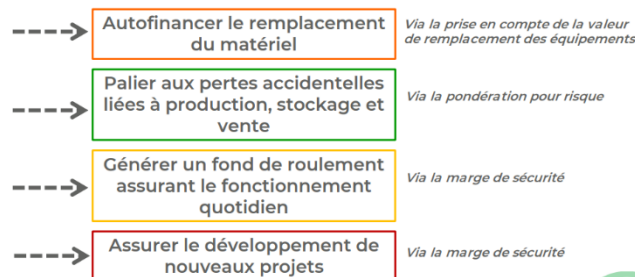 Autofinancer le remplacement
du matériel
Via la prise en compte de la valeur
de remplacement des équipements
Palier aux pertes accidentelles
liées à production, stockage et
vente
Via la pondération pour risque
Générer un fond de roulement
assurant le fonctionnement
quotidien
Via la marge de sécurité
Assurer le développement de
nouveaux projets
Via la marge de sécurité